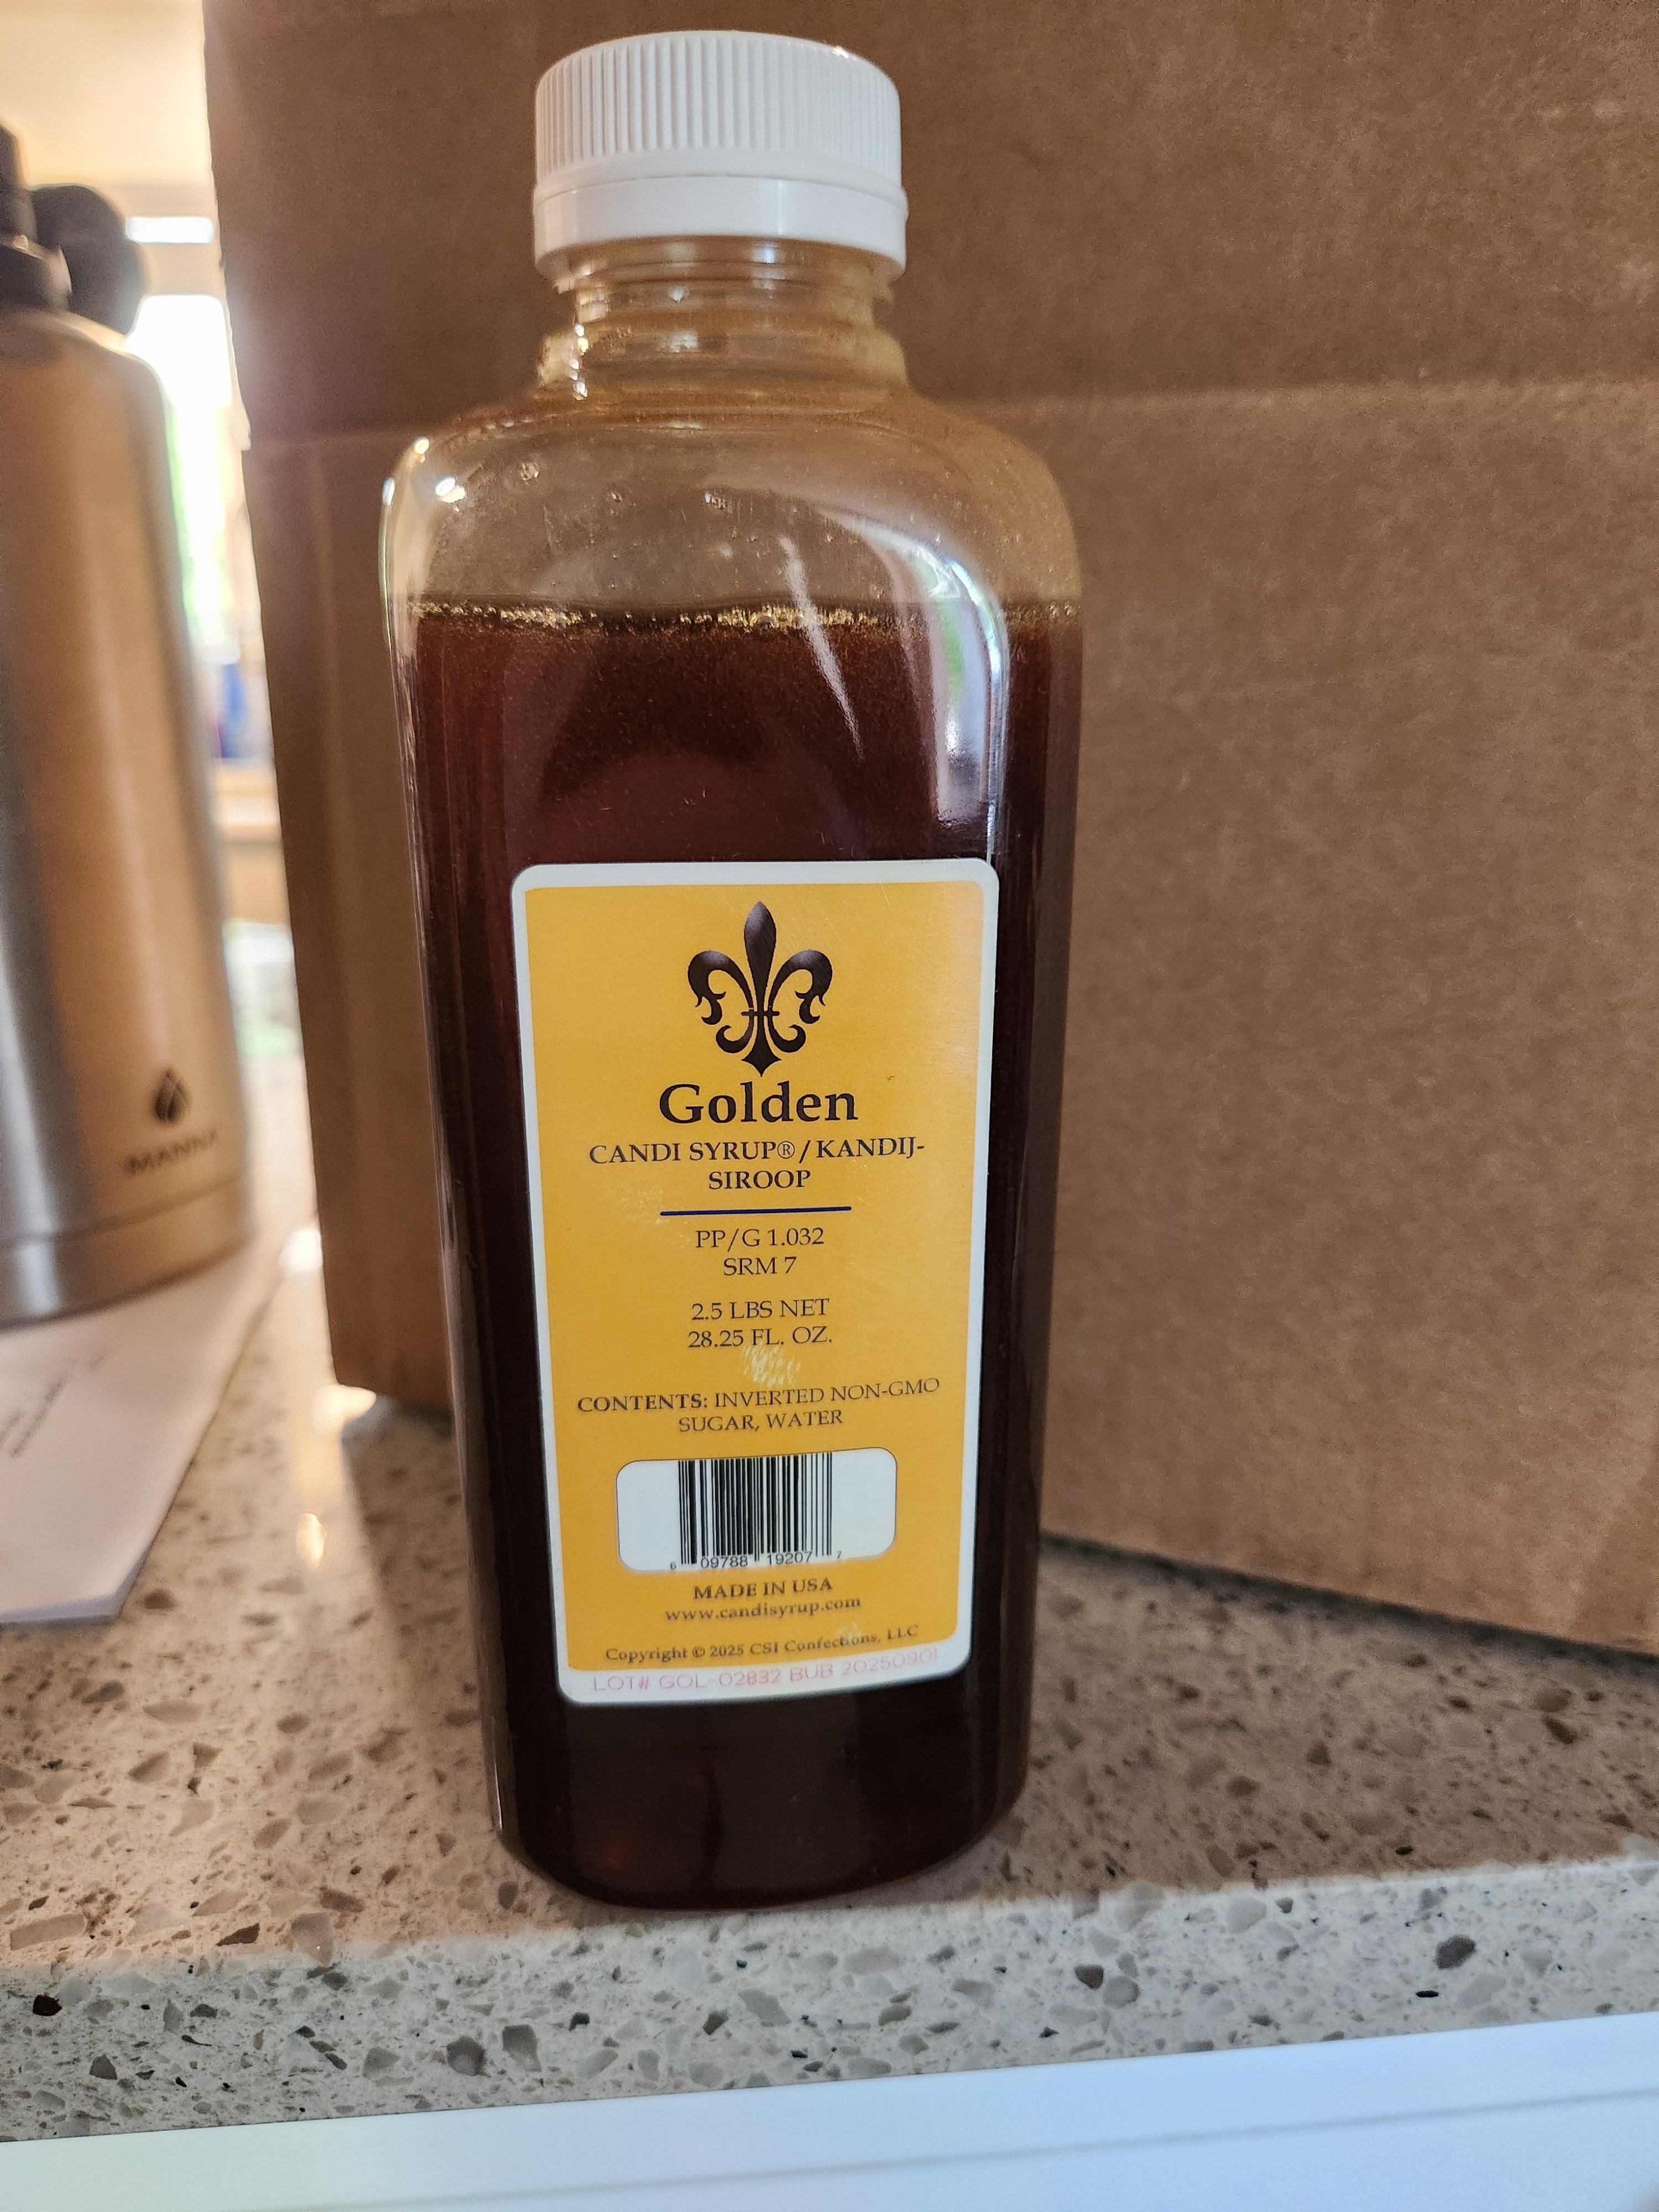 Golden
CANDI SYRUP®/KANDIJ-
SIROOP
PP/G 1.032
SRM 7
2.5 LBS NET
28.25 FL. OZ.
CONTENTS: INVERTED NON-GMO
SUGAR, WATER
6 09788 19207 7
MADE IN USA
www.candisyrup.com
Copyright © 2025 CSI Confections, LLC
LOT# GOL-02832 BUB 20250901
MANNA